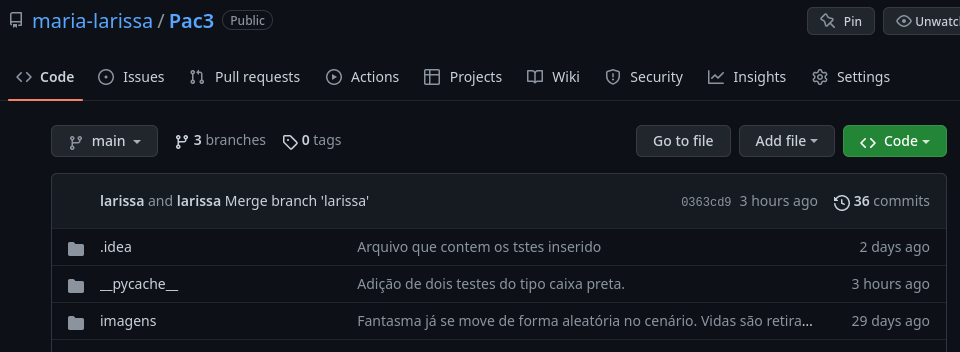 maria-larissa / Pac3 Public Pin Unwatch
Code Issues Pull requests Actions Projects Wiki Security Insights Settings
main 3 branches 0 tags Go to file Add file Code
larissa and larissa Merge branch 'larissa' 0363cd9 3 hours ago 36 commits
.idea Arquivo que contem os tstes inserido 2 days ago
__pycache__ Adição de dois testes do tipo caixa preta. 3 hours ago
imagens Fantasma já se move de forma aleatória no cenário. Vidas são retira... 29 days ago